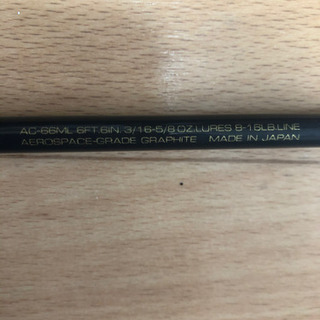 AC-66ML 6FT.6IN. 3/16-5/8 OZ.LURES 8-16LB.LINE
AEROSPACE-GRADE GRAPHITE MADE IN JAPAN